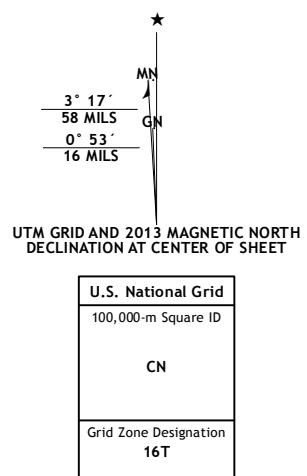 ★
MN
3° 17´
58 MILS
GN
0° 53´
16 MILS
UTM GRID AND 2013 MAGNETIC NORTH
DECLINATION AT CENTER OF SHEET
U.S. National Grid
100,000-m Square ID
CN
Grid Zone Designation
16T